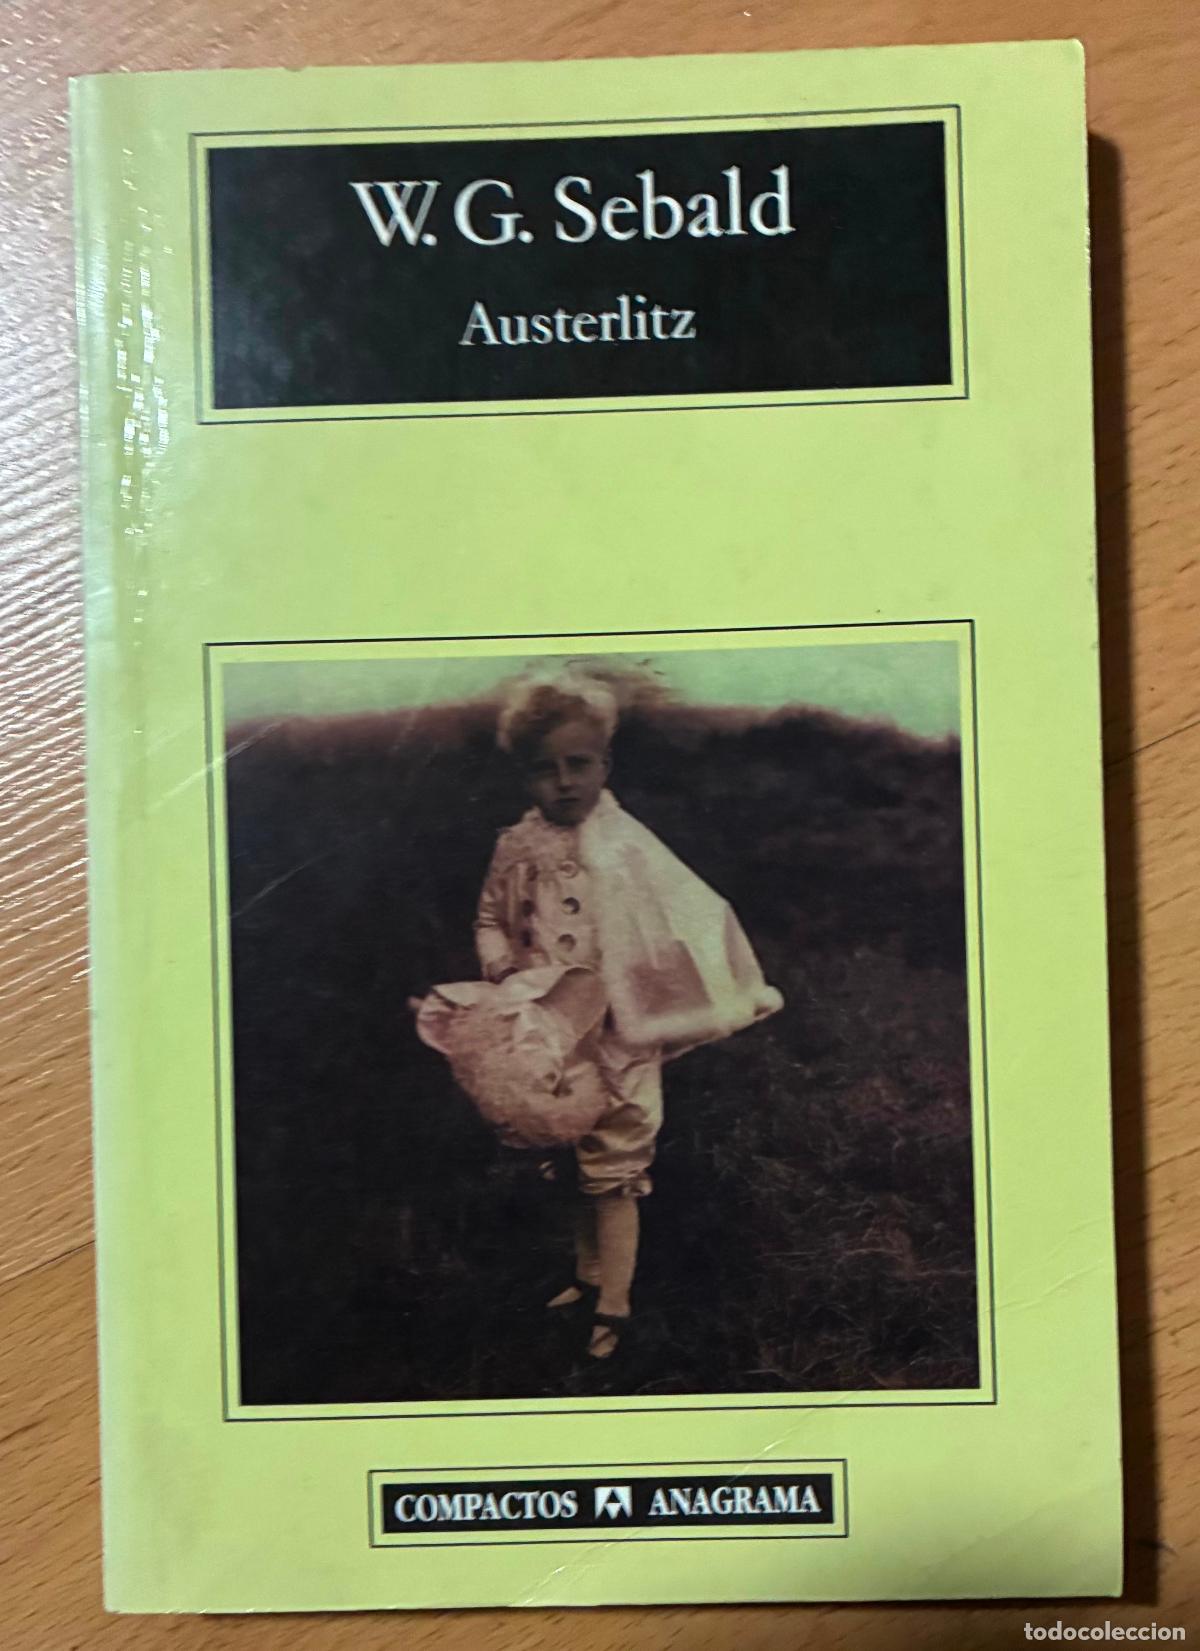 W. G. Sebald
Austerlitz
COMPACTOS ANAGRAMA
todocoleccion